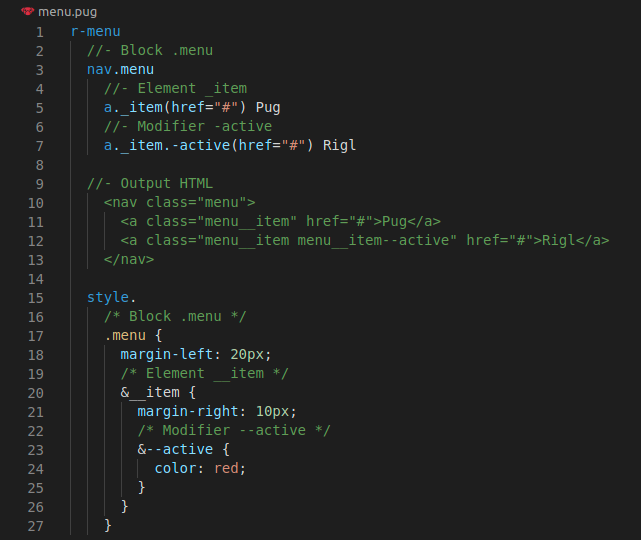 menu.pug
1 r-menu
2   //- Block .menu
3   nav.menu
4     //- Element _item
5     a._item(href="#") Pug
6     //- Modifier -active
7     a._item.-active(href="#") Rigl
8
9   //- Output HTML
10     <nav class="menu">
11       <a class="menu__item" href="#">Pug</a>
12       <a class="menu__item menu__item--active" href="#">Rigl</a>
13     </nav>
14
15   style.
16     /* Block .menu */
17     .menu {
18       margin-left: 20px;
19       /* Element __item */
20       &__item {
21         margin-right: 10px;
22         /* Modifier --active */
23         &--active {
24           color: red;
25         }
26       }
27     }